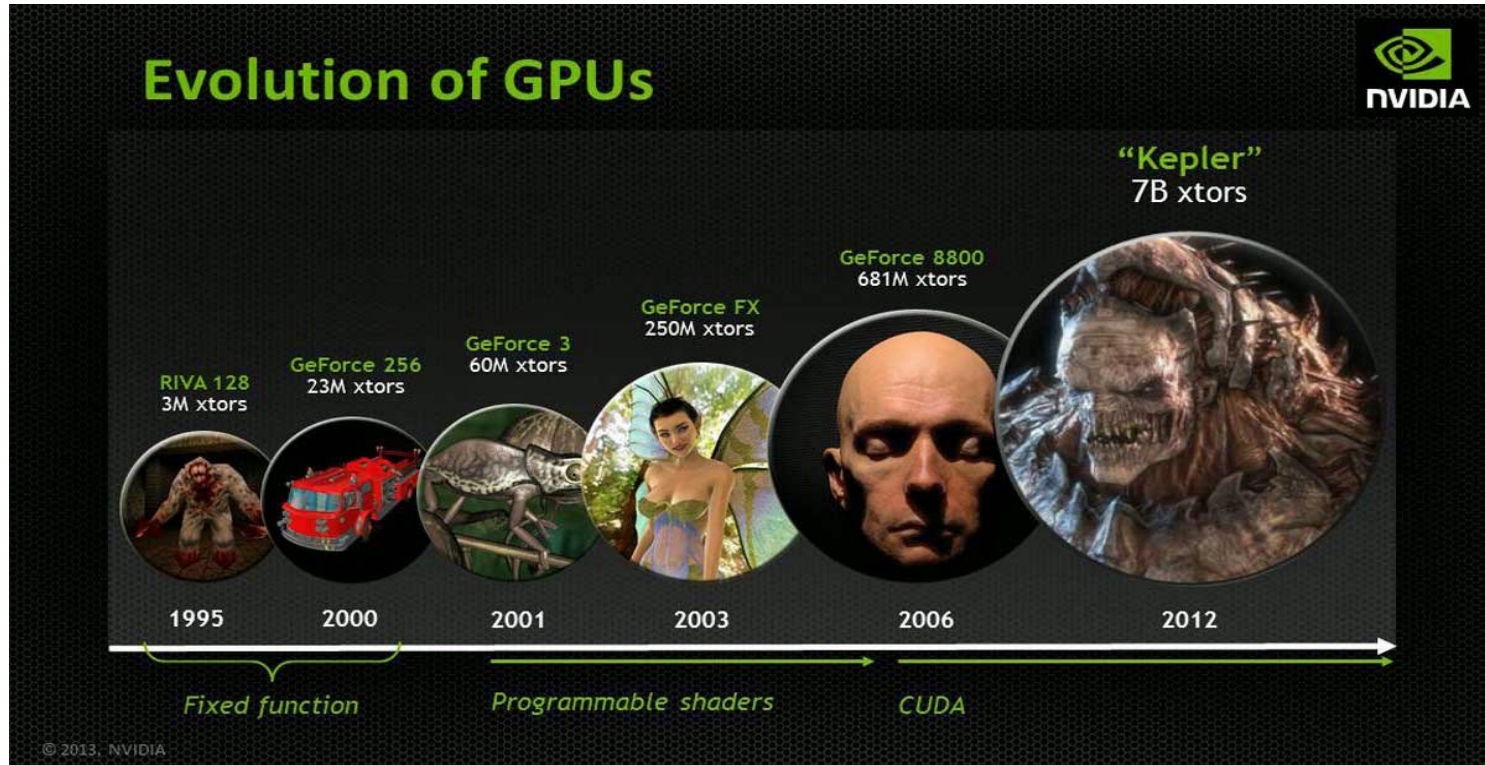 Evolution of GPUs
NVIDIA
"Kepler"
7B xtors
GeForce 8800
681M xtors
GeForce FX
250M xtors
GeForce 3
60M xtors
GeForce 256
23M xtors
RIVA 128
3M xtors
1995
2000
2001
2003
2006
2012
Fixed function
Programmable shaders
CUDA
© 2013, NVIDIA